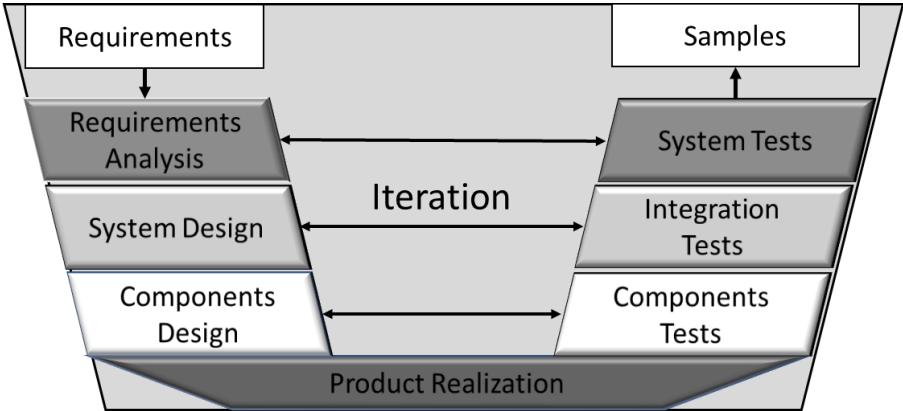 Requirements
Samples
Requirements
Analysis
System Tests
Iteration
System Design
Integration
Tests
Components
Design
Components
Tests
Product Realization